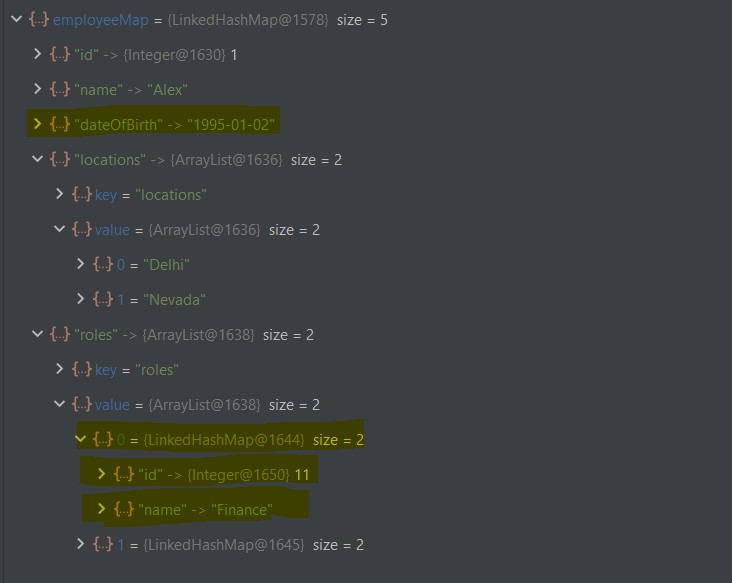 {...} employeeMap = {LinkedHashMap@1578} size = 5
{...} "id" -> {Integer@1630} 1
{...} "name" -> "Alex"
{...} "dateOfBirth" -> "1995-01-02"
{...} "locations" -> {ArrayList@1636} size = 2
{...} key = "locations"
{...} value = {ArrayList@1636} size = 2
{...} 0 = "Delhi"
{...} 1 = "Nevada"
{...} "roles" -> {ArrayList@1638} size = 2
{...} key = "roles"
{...} value = {ArrayList@1638} size = 2
{...} 0 = {LinkedHashMap@1644} size = 2
{...} "id" -> {Integer@1650} 11
{...} "name" -> "Finance"
{...} 1 = {LinkedHashMap@1645} size = 2